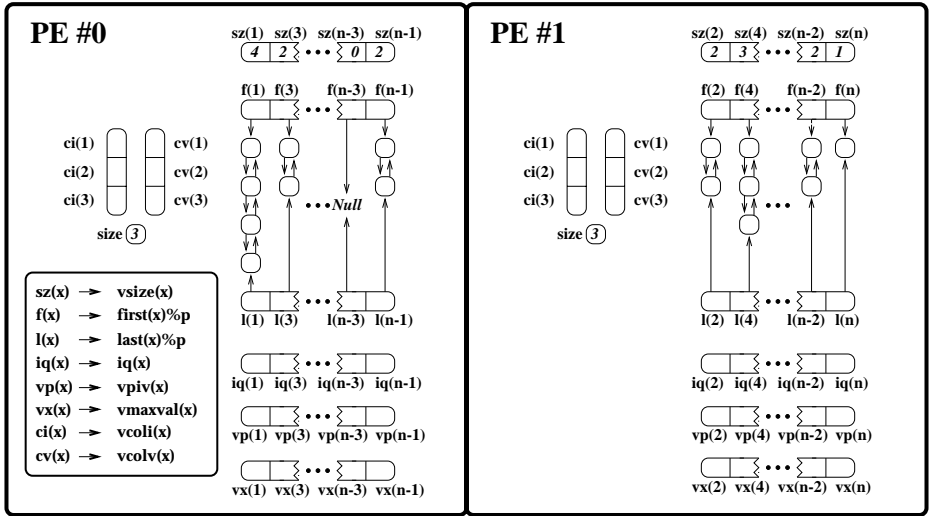 PE #0
sz(1) sz(3) sz(n-3) sz(n-1)
4 2 ••• 0 2
f(1) f(3) f(n-3) f(n-1)
•••
ci(1) cv(1)
ci(2) cv(2)
ci(3) cv(3)
•••Null
size 3
sz(x) → vsize(x)
f(x) → first(x)%p
l(x) → last(x)%p
iq(x) → iq(x)
vp(x) → vpiv(x)
vx(x) → vmaxval(x)
ci(x) → vcoli(x)
cv(x) → vcolv(x)
•••
l(1) l(3) l(n-3) l(n-1)
•••
iq(1) iq(3) iq(n-3) iq(n-1)
•••
vp(1) vp(3) vp(n-3) vp(n-1)
•••
vx(1) vx(3) vx(n-3) vx(n-1)
PE #1
sz(2) sz(4) sz(n-2) sz(n)
2 3 ••• 2 1
f(2) f(4) f(n-2) f(n)
•••
ci(1) cv(1)
ci(2) cv(2)
ci(3) cv(3)
•••
size 3
•••
l(2) l(4) l(n-2) l(n)
•••
iq(2) iq(4) iq(n-2) iq(n)
•••
vp(2) vp(4) vp(n-2) vp(n)
•••
vx(2) vx(4) vx(n-2) vx(n)